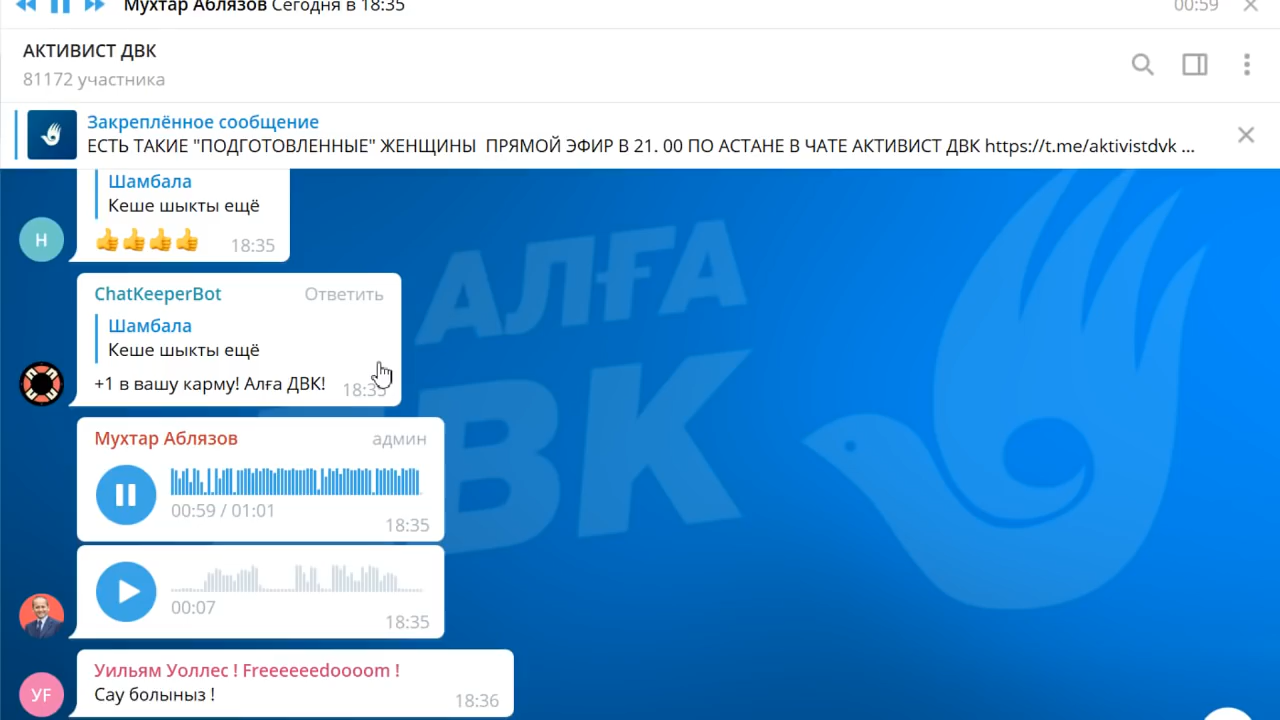 Мухтар Аблязов Сегодня в 18:35
00:59
АКТИВИСТ ДВК
81172 участника
Закреплённое сообщение
ЕСТЬ ТАКИЕ "ПОДГОТОВЛЕННЫЕ" ЖЕНЩИНЫ ПРЯМОЙ ЭФИР В 21. 00 ПО АСТАНЕ В ЧАТЕ АКТИВИСТ ДВК https://t.me/aktivistdvk ...
Шамбала
Кеше шыкты ещё
👍👍👍👍 18:35
Н
ChatKeeperBot Ответить
Шамбала
Кеше шыкты ещё
+1 в вашу карму! Алға ДВК! 18:35
Мухтар Аблязов админ
00:59 / 01:01
18:35
00:07
18:35
Уильям Уоллес ! Freeeeeedoooom !
УF
Сау болыныз !
18:36
АЛҒА
ДВК